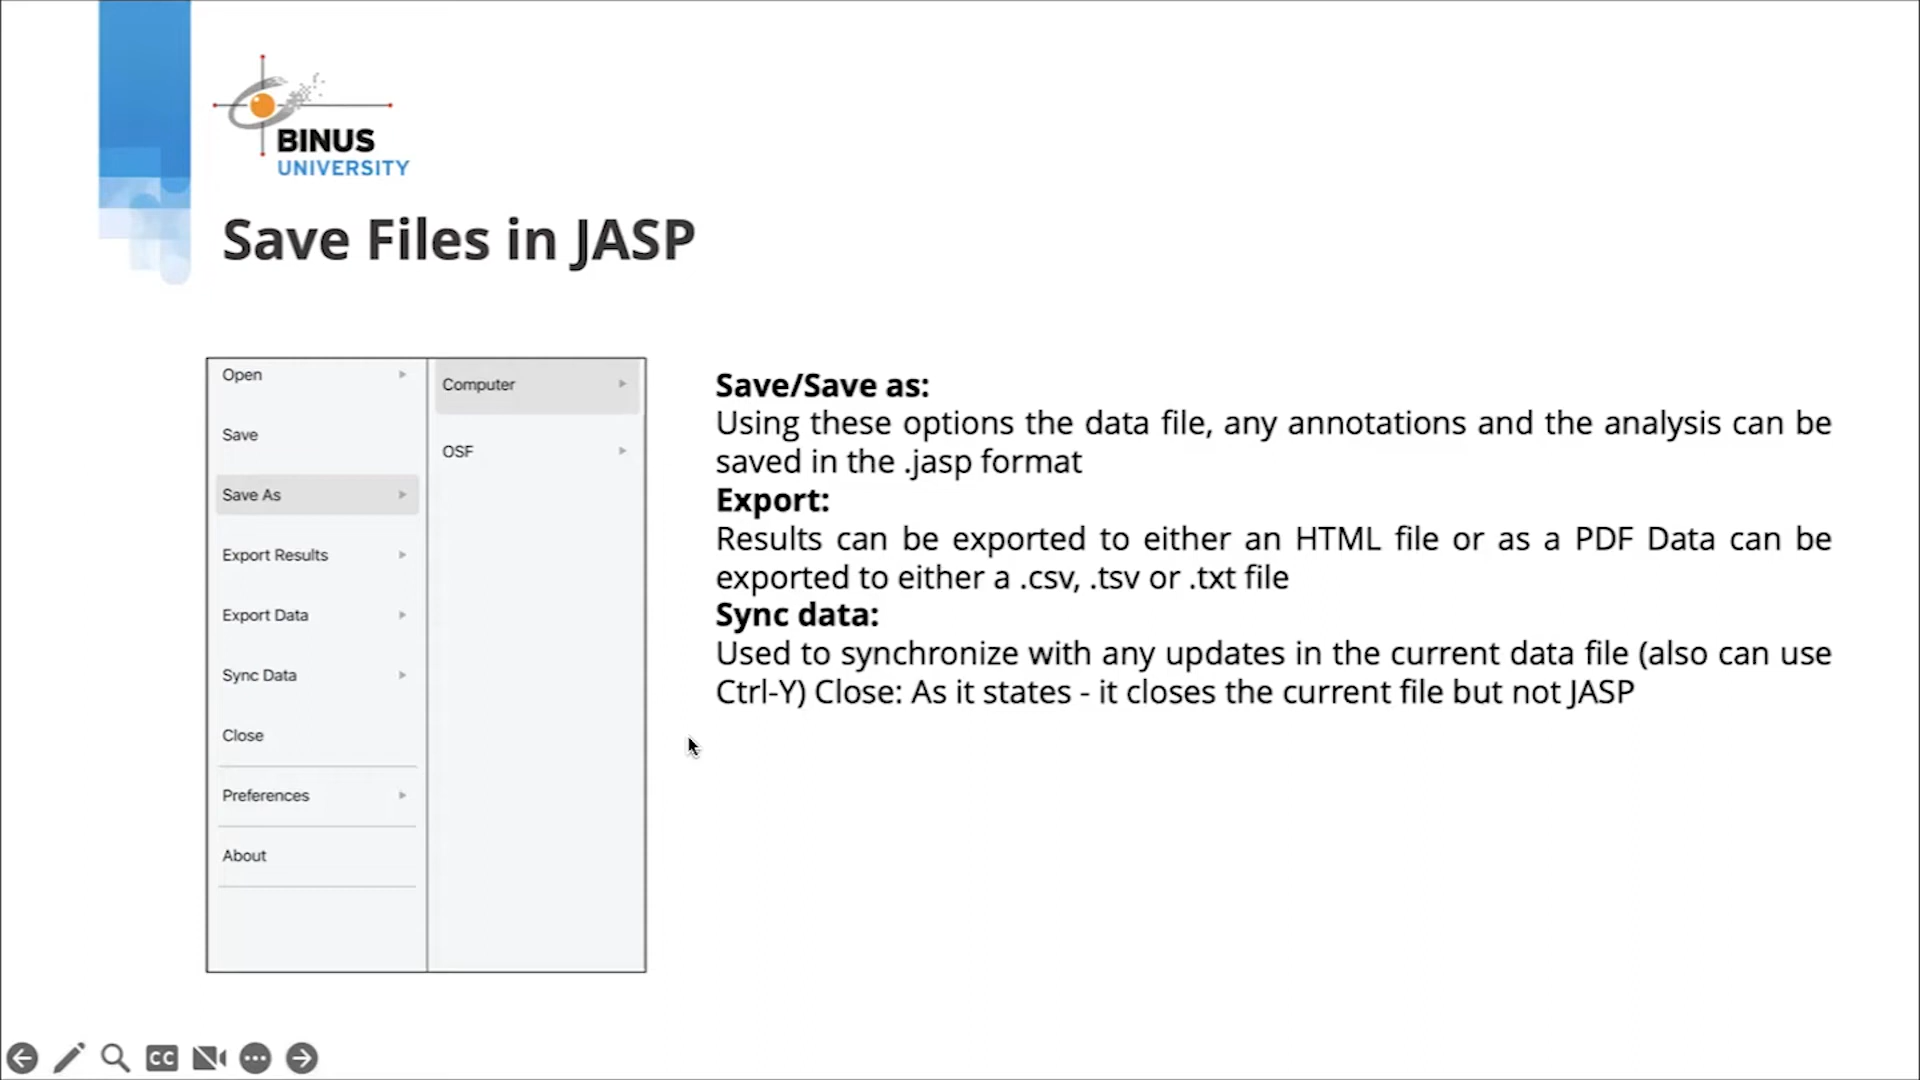 BINUS
UNIVERSITY
Save Files in JASP
Open
Save
Save As
Export Results
Export Data
Sync Data
Close
Preferences
About
Computer
OSF
Save/Save as:
Using these options the data file, any annotations and the analysis can be
saved in the .jasp format
Export:
Results can be exported to either an HTML file or as a PDF Data can be
exported to either a .csv, .tsv or .txt file
Sync data:
Used to synchronize with any updates in the current data file (also can use
Ctrl-Y) Close: As it states - it closes the current file but not JASP
CC